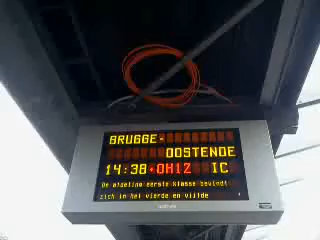 BRUGGE-
OOSTENDE
14:38 +0H12 IC
De afdeling eerste klasse bevindt
zich in het vierde en vijfde